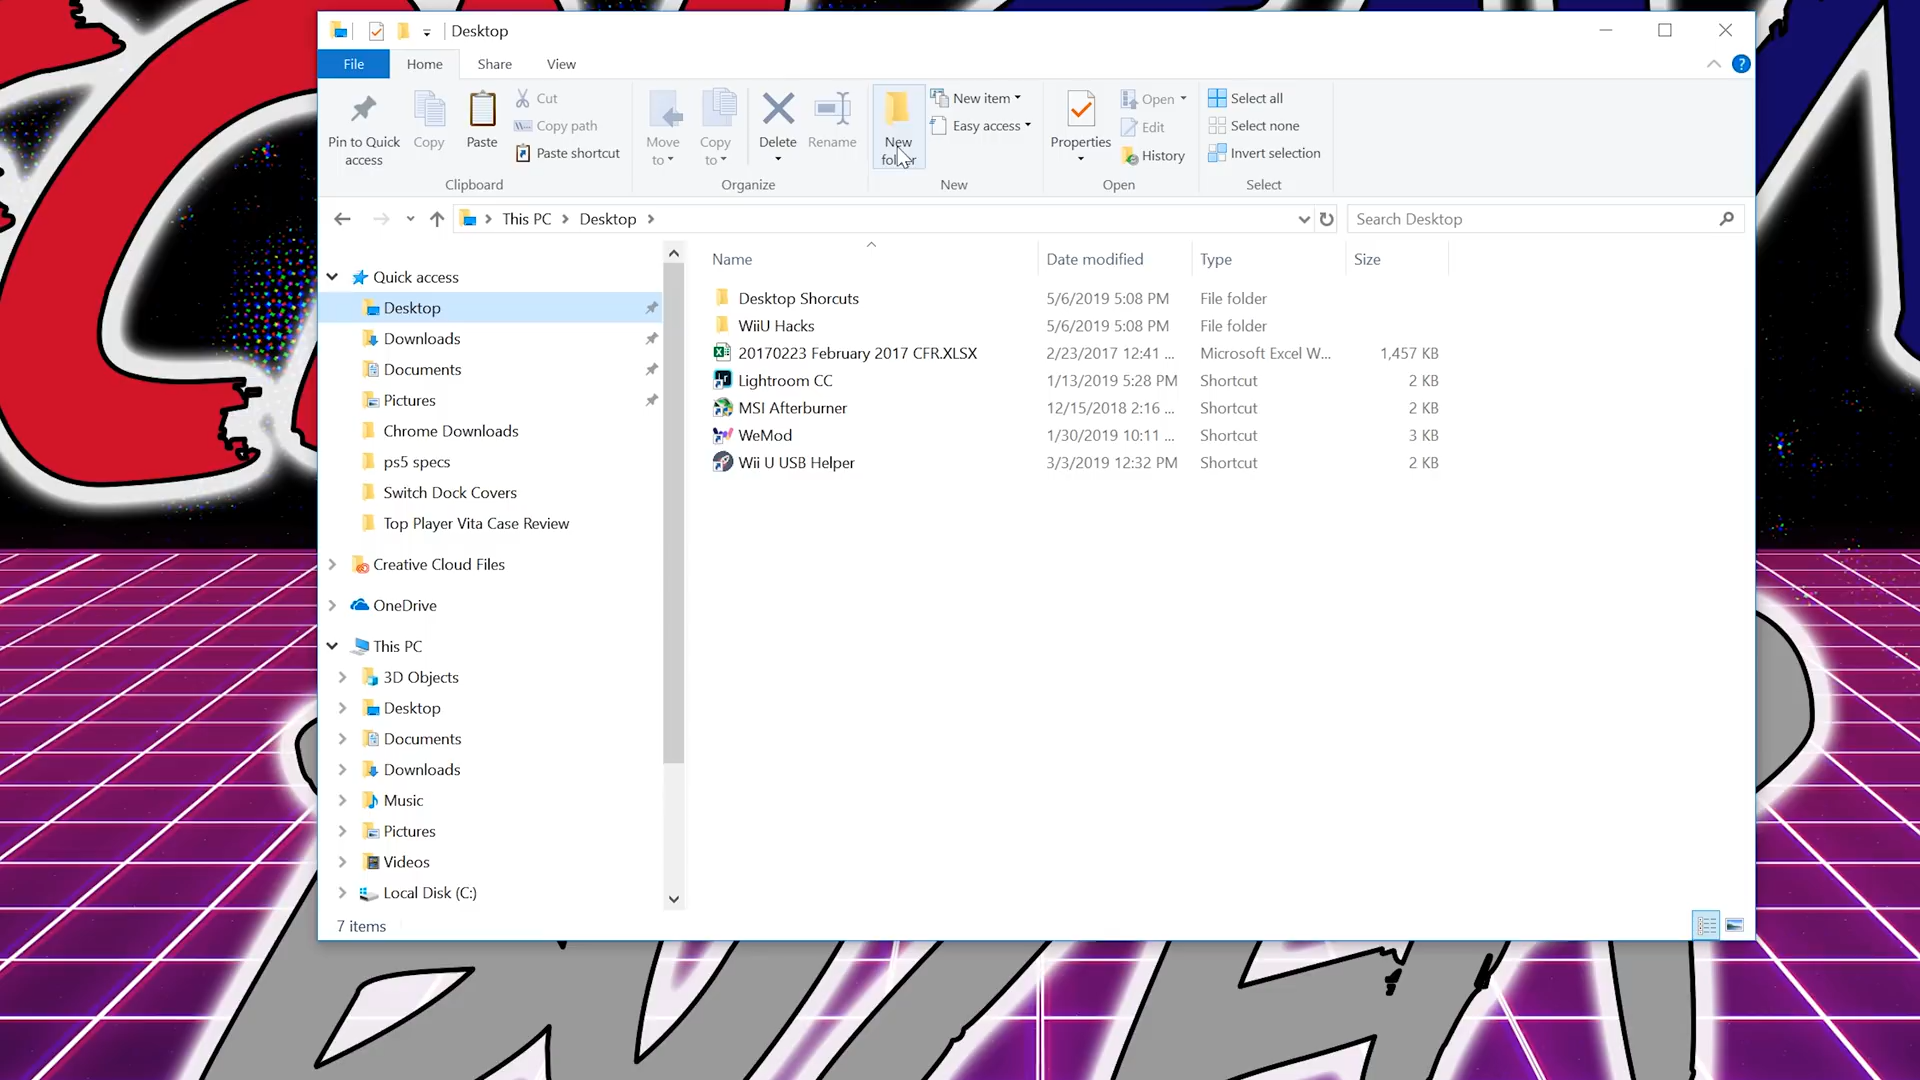 Desktop
File Home Share View
Pin to Quick access
Copy
Paste
Cut
Copy path
Paste shortcut
Clipboard
Move to
Copy to
Delete
Rename
Organize
New folder
New item
Easy access
New
Properties
Open
Edit
History
Open
Select all
Select none
Invert selection
Select
This PC > Desktop >
Search Desktop
Quick access
Desktop
Downloads
Documents
Pictures
Chrome Downloads
ps5 specs
Switch Dock Covers
Top Player Vita Case Review
Creative Cloud Files
OneDrive
This PC
3D Objects
Desktop
Documents
Downloads
Music
Pictures
Videos
Local Disk (C:)
Name Date modified Type Size
Desktop Shorcuts 5/6/2019 5:08 PM File folder
WiiU Hacks 5/6/2019 5:08 PM File folder
20170223 February 2017 CFR.XLSX 2/23/2017 12:41 ... Microsoft Excel W... 1,457 KB
Lightroom CC 1/13/2019 5:28 PM Shortcut 2 KB
MSI Afterburner 12/15/2018 2:16 ... Shortcut 2 KB
WeMod 1/30/2019 10:11 ... Shortcut 3 KB
Wii U USB Helper 3/3/2019 12:32 PM Shortcut 2 KB
7 items